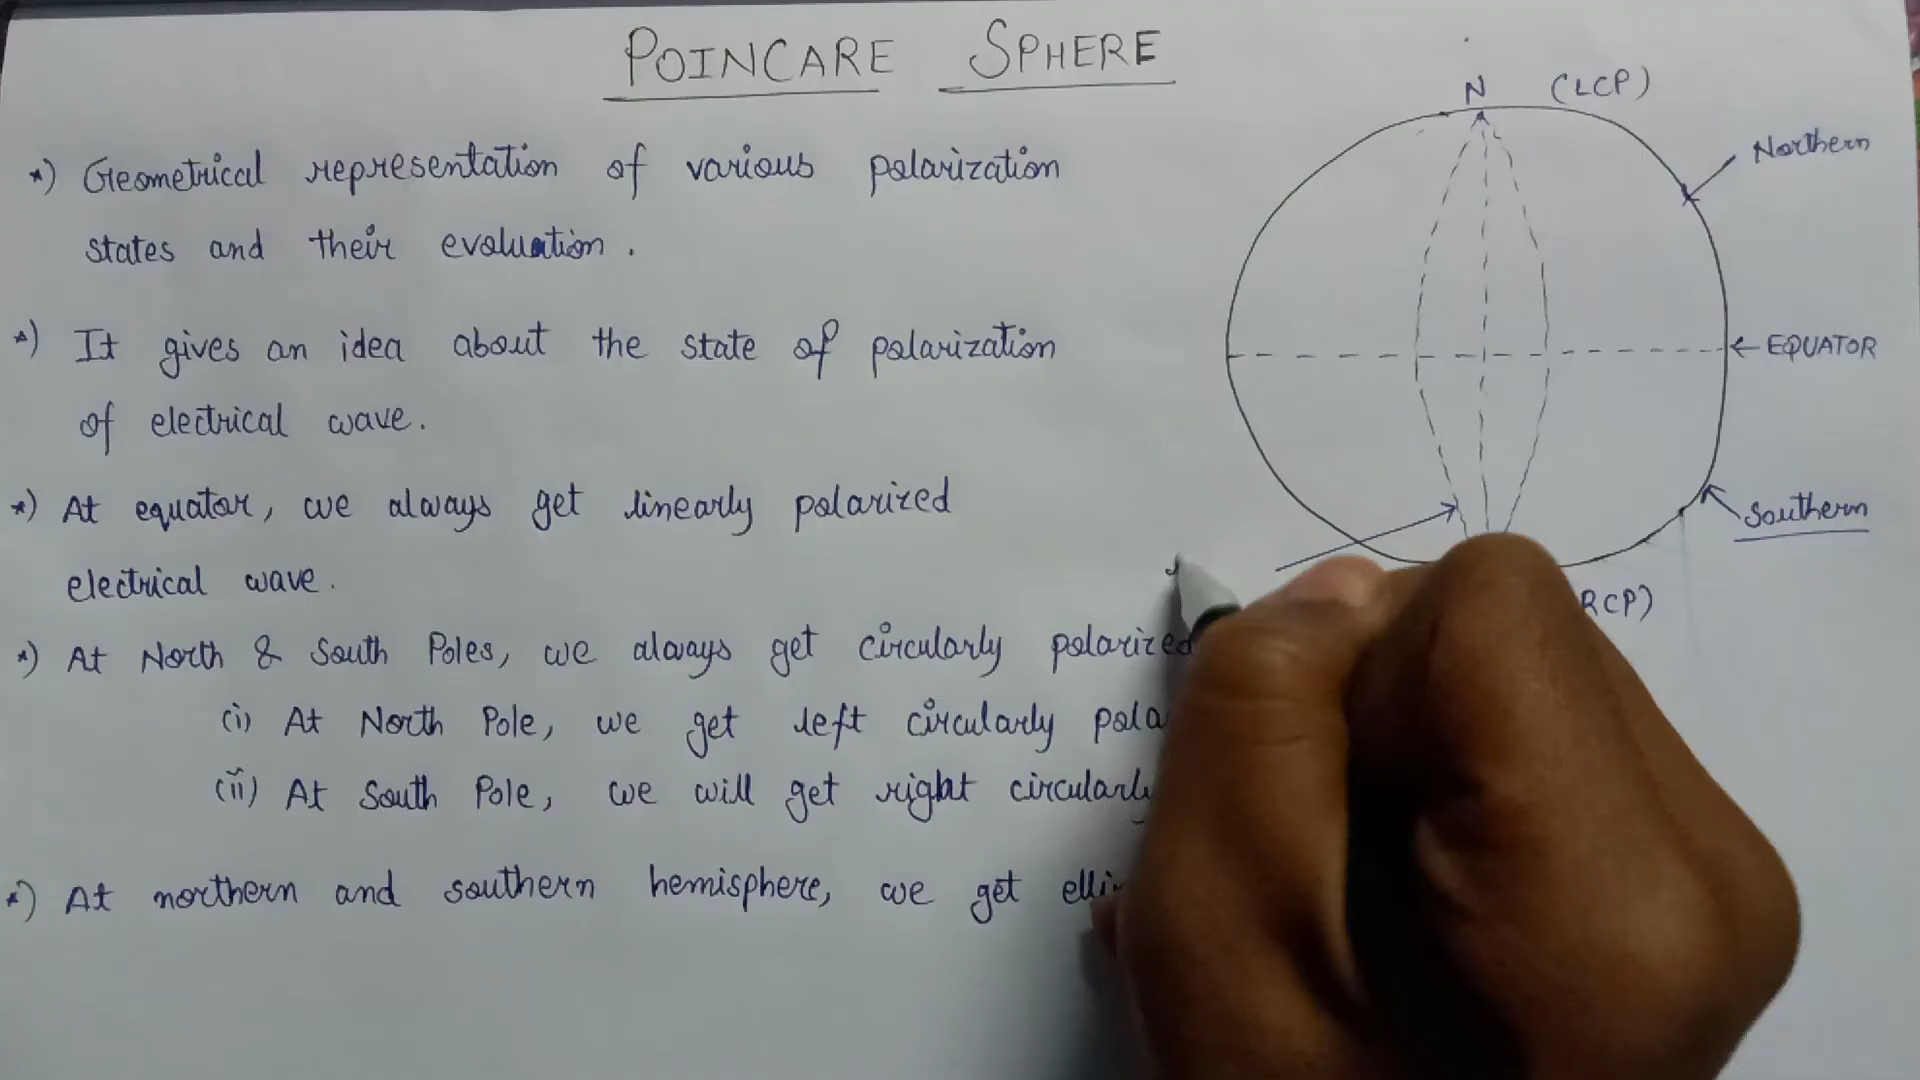 POINCARE SPHERE
*) Geometrical representation of various polarization
states and their evaluation.
*) It gives an idea about the state of polarization
of electrical wave.
*) At equator, we always get linearly polarized
electrical wave.
*) At North & South Poles, we always get circularly polarized
(i) At North Pole, we get left circularly
(ii) At South Pole, we will get right circularly
*) At northern and southern hemisphere, we get
N (LCP)
Northern
← EQUATOR
Southern
RCP)